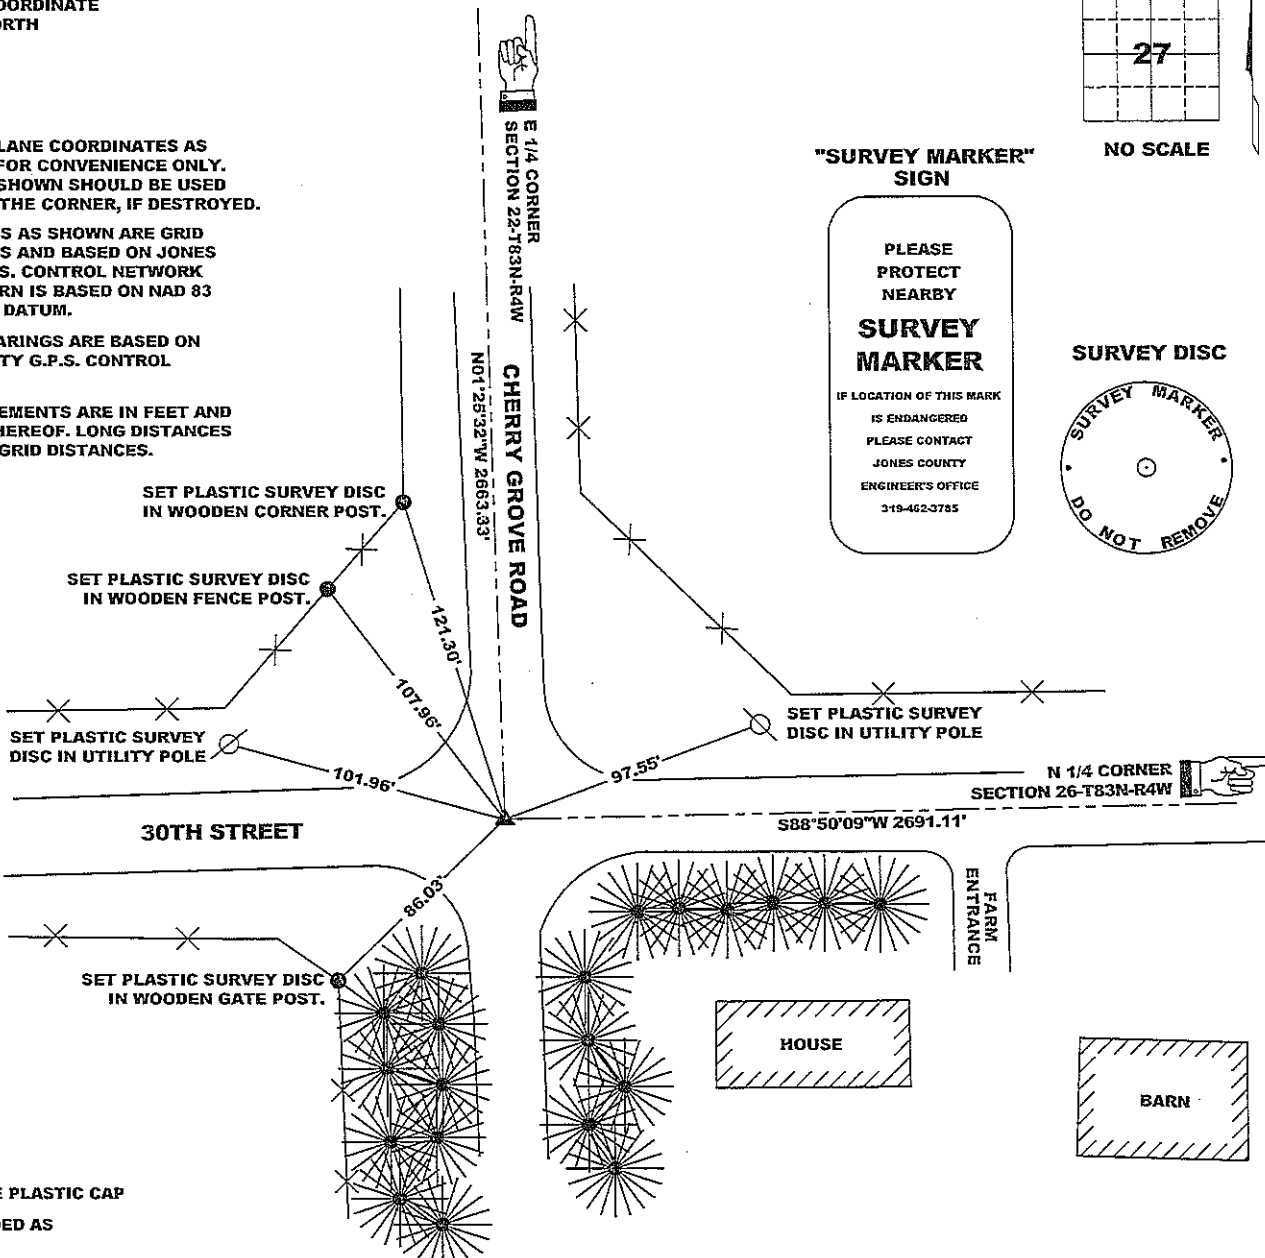 OORDINATE
ORTH
27
NO SCALE
LANE COORDINATES AS
FOR CONVENIENCE ONLY.
SHOWN SHOULD BE USED
THE CORNER, IF DESTROYED.
S AS SHOWN ARE GRID
S AND BASED ON JONES
S. CONTROL NETWORK
RN IS BASED ON NAD 83
DATUM.
ARINGS ARE BASED ON
TY G.P.S. CONTROL
EMENTS ARE IN FEET AND
HEREOF. LONG DISTANCES
GRID DISTANCES.
E 1/4 CORNER
SECTION 22-T83N-R4W
N01°25'32"W 2663.33'
CHERRY GROVE ROAD
"SURVEY MARKER"
SIGN
PLEASE
PROTECT
NEARBY
SURVEY
MARKER
IF LOCATION OF THIS MARK
IS ENDANGERED
PLEASE CONTACT
JONES COUNTY
ENGINEER'S OFFICE
319-462-3785
SURVEY DISC
SURVEY MARKER
DO NOT REMOVE
SET PLASTIC SURVEY DISC
IN WOODEN CORNER POST.
SET PLASTIC SURVEY DISC
IN WOODEN FENCE POST.
121.30'
107.96'
SET PLASTIC SURVEY
DISC IN UTILITY POLE
101.96'
97.55'
SET PLASTIC SURVEY
DISC IN UTILITY POLE
N 1/4 CORNER
SECTION 26-T83N-R4W
S88°50'09"W 2691.11'
30TH STREET
86.03'
FARM
ENTRANCE
SET PLASTIC SURVEY DISC
IN WOODEN GATE POST.
HOUSE
BARN
E PLASTIC CAP
DED AS